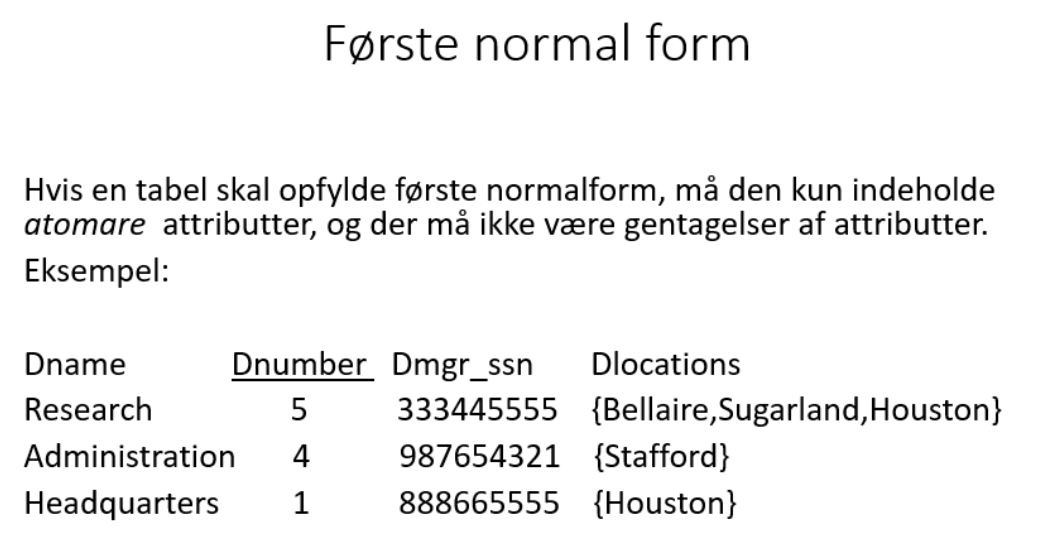 Første normal form
Hvis en tabel skal opfylde første normalform, må den kun indeholde
atomare attributter, og der må ikke være gentagelser af attributter.
Eksempel:
Dname Dnumber Dmgr_ssn Dlocations
Research 5 333445555 {Bellaire,Sugarland,Houston}
Administration 4 987654321 {Stafford}
Headquarters 1 888665555 {Houston}